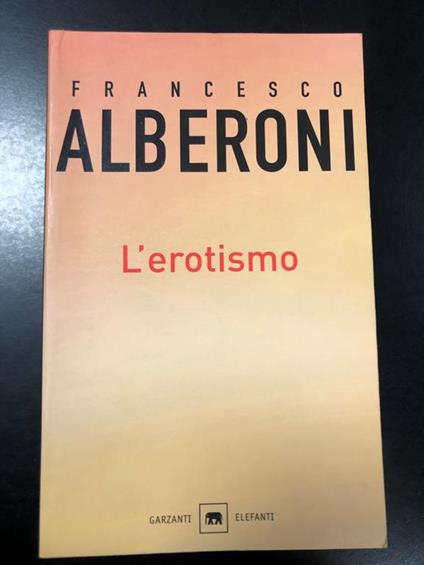 FRANCESCO
ALBERONI
L'erotismo
GARZANTI ELEFANTI